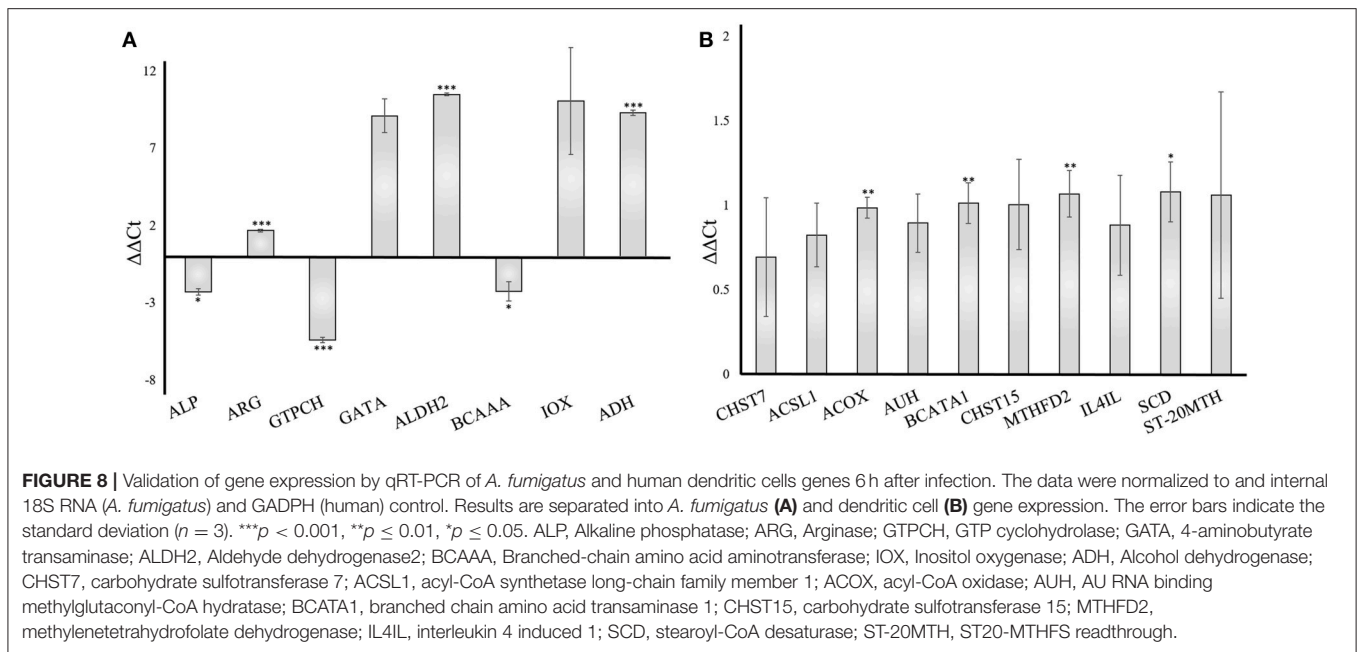 A
12
7
2
-3
-8
ΔΔCt
***
***
***
***
*
***
*
ALP
ARG
GTPCH
GATA
ALDH2
BCAAA
IOX
ADH
B
2
1.5
1
0.5
0
ΔΔCt
**
**
**
*
CHST7
ACSL1
ACOX
AUH
BCATA1
CHST15
MTHFD2
IL4IL
SCD
ST-20MTH
FIGURE 8 | Validation of gene expression by qRT-PCR of A. fumigatus and human dendritic cells genes 6 h after infection. The data were normalized to and internal
18S RNA (A. fumigatus) and GADPH (human) control. Results are separated into A. fumigatus (A) and dendritic cell (B) gene expression. The error bars indicate the
standard deviation (n = 3). ***p < 0.001, **p ≤ 0.01, *p ≤ 0.05. ALP, Alkaline phosphatase; ARG, Arginase; GTPCH, GTP cyclohydrolase; GATA, 4-aminobutyrate
transaminase; ALDH2, Aldehyde dehydrogenase2; BCAAA, Branched-chain amino acid aminotransferase; IOX, Inositol oxygenase; ADH, Alcohol dehydrogenase;
CHST7, carbohydrate sulfotransferase 7; ACSL1, acyl-CoA synthetase long-chain family member 1; ACOX, acyl-CoA oxidase; AUH, AU RNA binding
methylglutaconyl-CoA hydratase; BCATA1, branched chain amino acid transaminase 1; CHST15, carbohydrate sulfotransferase 15; MTHFD2,
methylenetetrahydrofolate dehydrogenase; IL4IL, interleukin 4 induced 1; SCD, stearoyl-CoA desaturase; ST-20MTH, ST20-MTHFS readthrough.